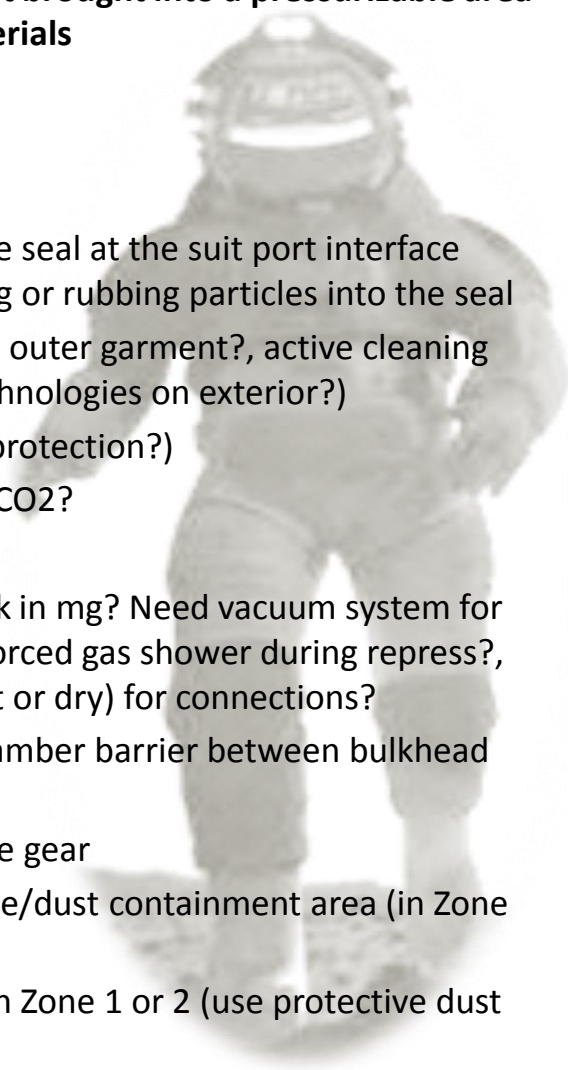 brought into a pressurizable area
erials
e seal at the suit port interface
g or rubbing particles into the seal
outer garment?, active cleaning
hnologies on exterior?)
protection?)
CO2?
k in mg? Need vacuum system for
orced gas shower during repress?,
t or dry) for connections?
amber barrier between bulkhead
e gear
e/dust containment area (in Zone
n Zone 1 or 2 (use protective dust